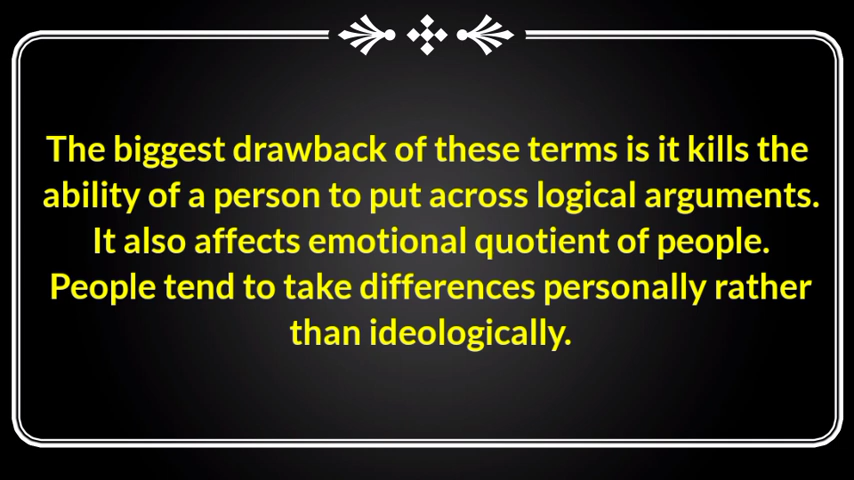 The biggest drawback of these terms is it kills the
ability of a person to put across logical arguments.
It also affects emotional quotient of people.
People tend to take differences personally rather
than ideologically.